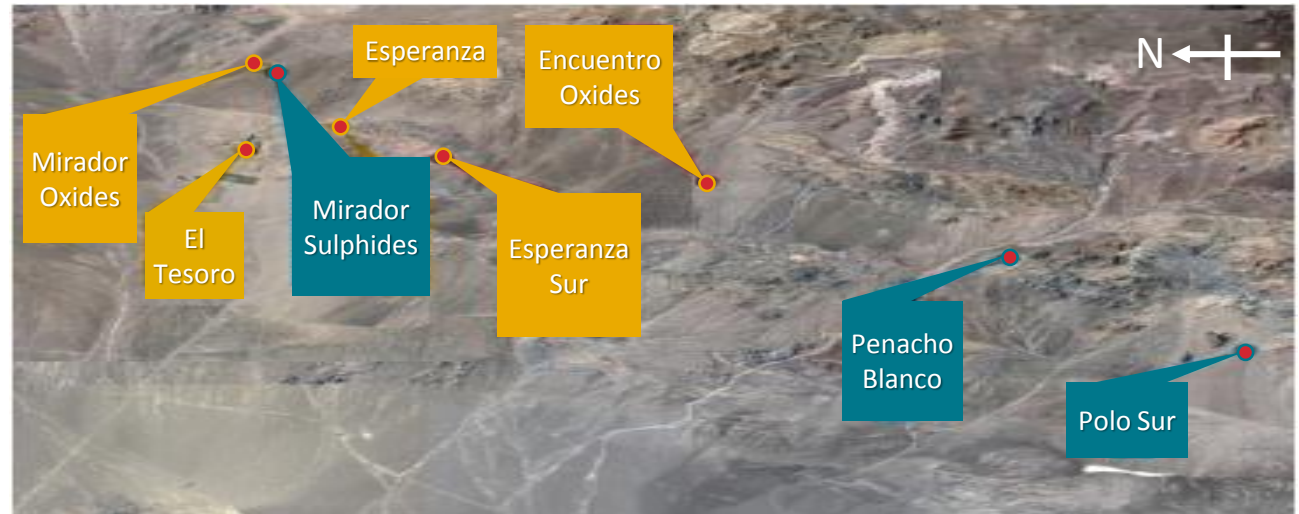 Esperanza
Encuentro
Oxides
N
Mirador
Oxides
El
Tesoro
Mirador
Sulphides
Esperanza
Sur
Penacho
Blanco
Polo Sur